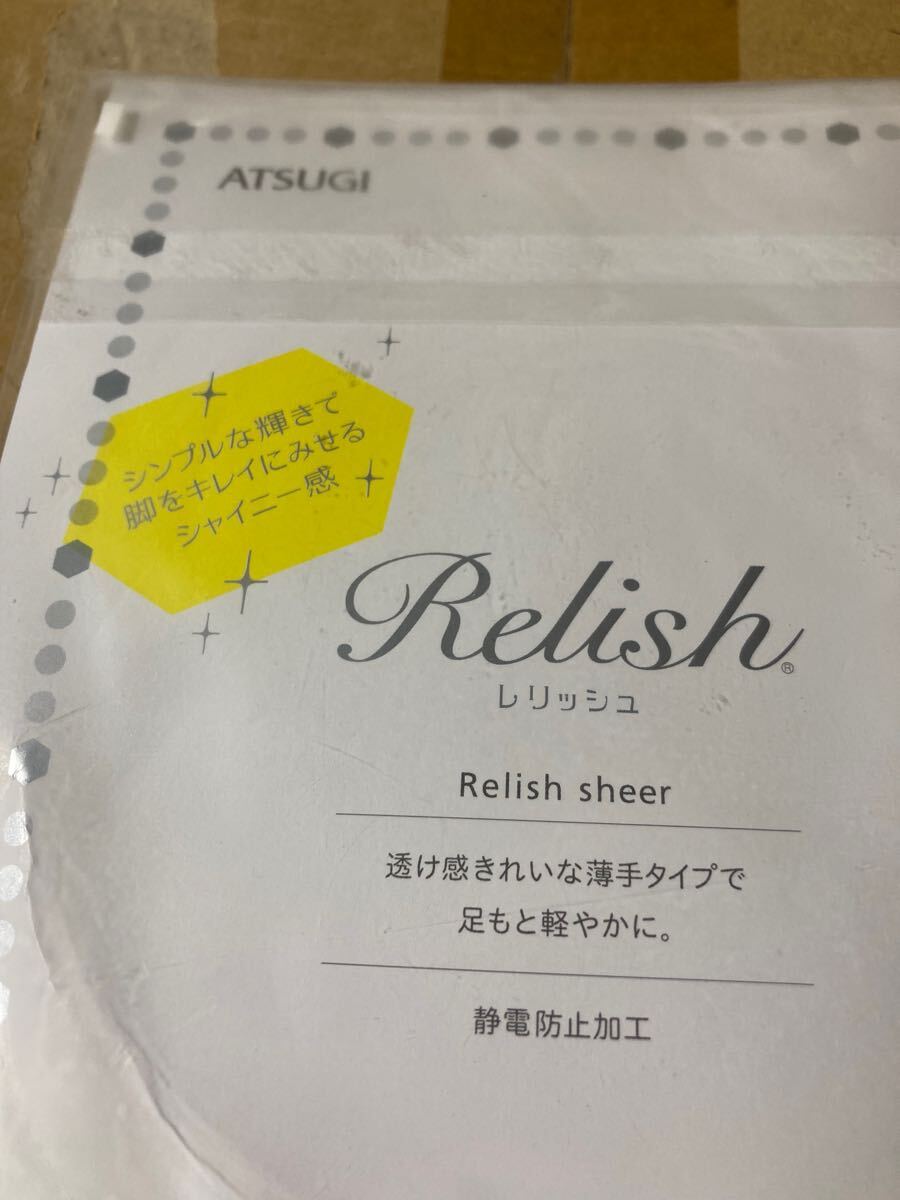 ATSUGI
シンプルな輝きで
脚をキレイにみせる
シャイニー感
Relish®
レリッシュ
Relish sheer
透け感きれいな薄手タイプで
足もと軽やかに。
静電防止加工